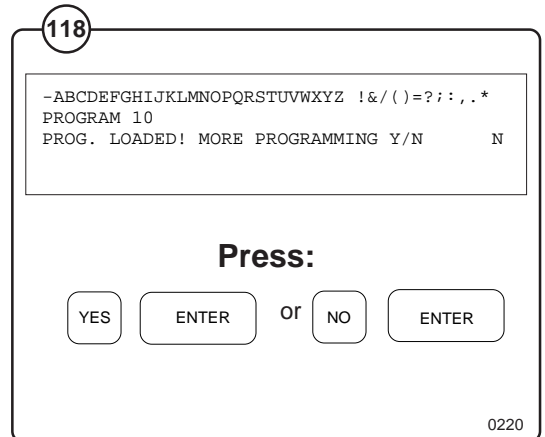 118
-ABCDEFGHIJKLMNOPQRSTUVWXYZ !&/()=?;:,.*
PROGRAM 10
PROG. LOADED! MORE PROGRAMMING Y/N N
Press:
YES ENTER or NO ENTER
0220